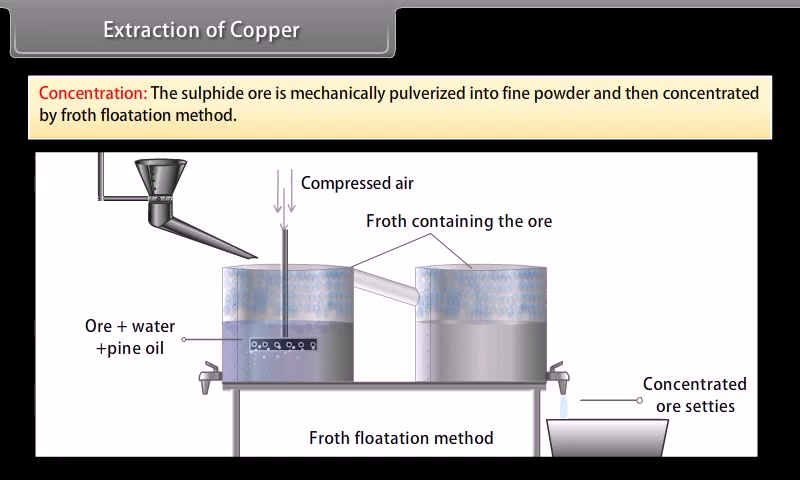 Extraction of Copper
Concentration: The sulphide ore is mechanically pulverized into fine powder and then concentrated
by froth floatation method.
Compressed air
Froth containing the ore
Ore + water
+pine oil
Concentrated
ore setties
Froth floatation method